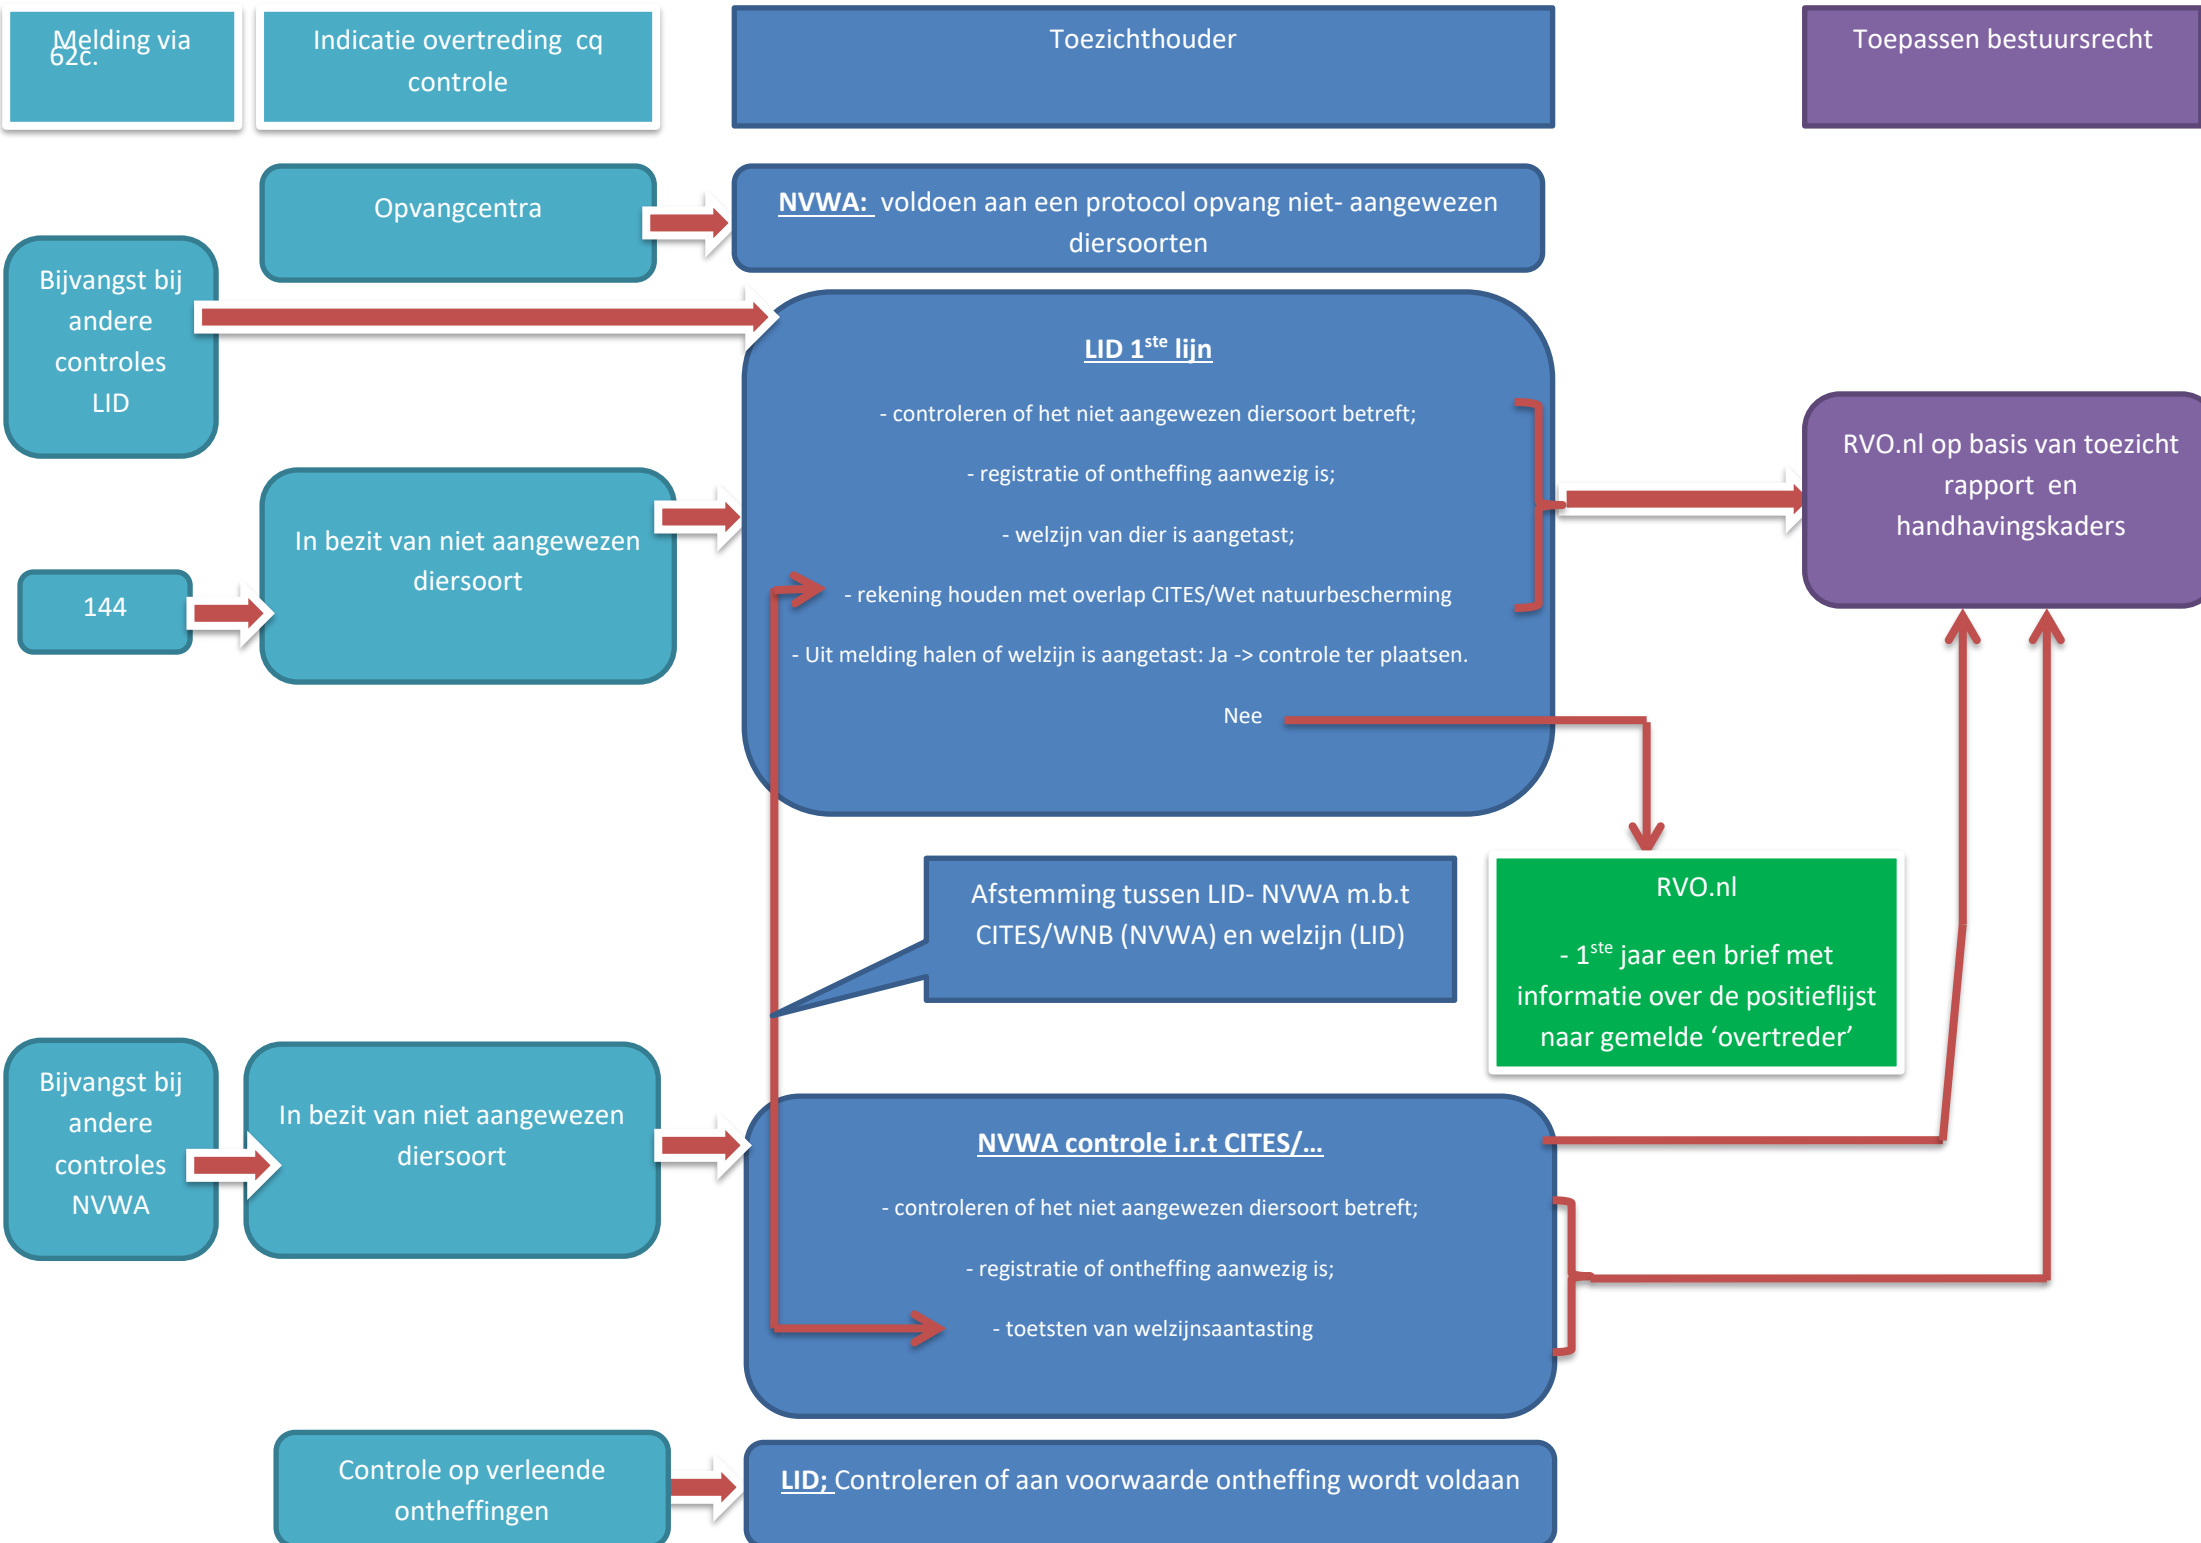 Melding via
62c.
Indicatie overtreding cq
controle
Toezichthouder
Toepassen bestuursrecht
Opvangcentra
NVWA: voldoen aan een protocol opvang niet- aangewezen
diersoorten
Bijvangst bij
andere
controles
LID
LID 1ste lijn
- controleren of het niet aangewezen diersoort betreft;
- registratie of ontheffing aanwezig is;
- welzijn van dier is aangetast;
- rekening houden met overlap CITES/Wet natuurbescherming
- Uit melding halen of welzijn is aangetast: Ja -> controle ter plaatsen.
Nee
RVO.nl op basis van toezicht
rapport en
handhavingskaders
In bezit van niet aangewezen
diersoort
144
Afstemming tussen LID- NVWA m.b.t
CITES/WNB (NVWA) en welzijn (LID)
RVO.nl
- 1ste jaar een brief met
informatie over de positieflijst
naar gemelde ‘overtreder’
Bijvangst bij
andere
controles
NVWA
In bezit van niet aangewezen
diersoort
NVWA controle i.r.t CITES/…
- controleren of het niet aangewezen diersoort betreft;
- registratie of ontheffing aanwezig is;
- toetsten van welzijnsaantasting
Controle op verleende
ontheffingen
LID; Controleren of aan voorwaarde ontheffing wordt voldaan